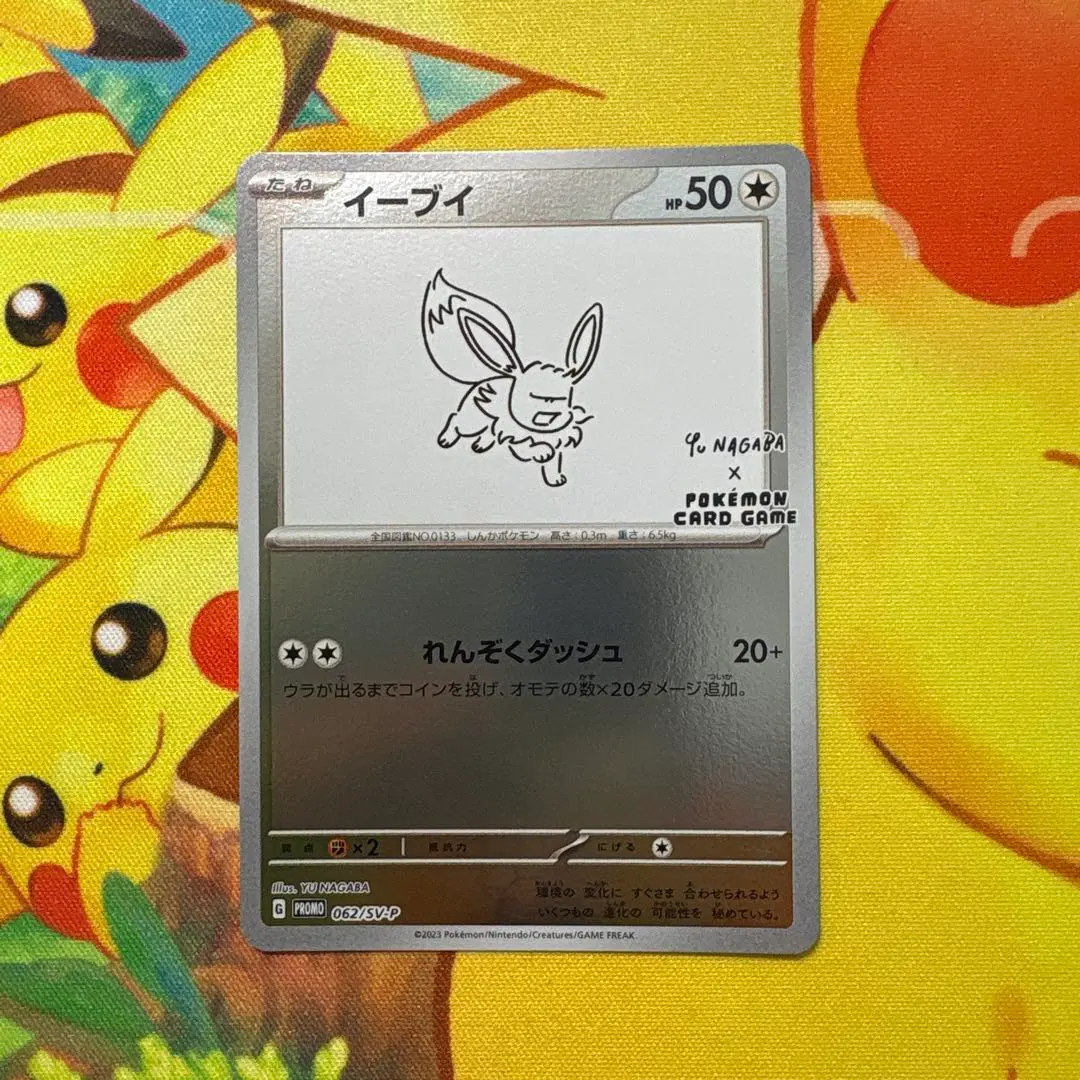 たね イーブイ HP 50
Yu NAGABA
×
POKÉMON
CARD GAME
全国図鑑NO.0133 しんかポケモン 高さ:0.3m 重さ:6.5kg
れんぞくダッシュ 20+
ウラが出るまでコインを投げ、オモテの数×20ダメージ追加。
弱点 ×2 抵抗力 にげる
Illus. YU NAGABA
環境の 変化に すぐさま 合わせられるよう
G PROMO 062/SV-P いくつもの 進化の 可能性を 秘めている。
©2023 Pokémon/Nintendo/Creatures/GAME FREAK